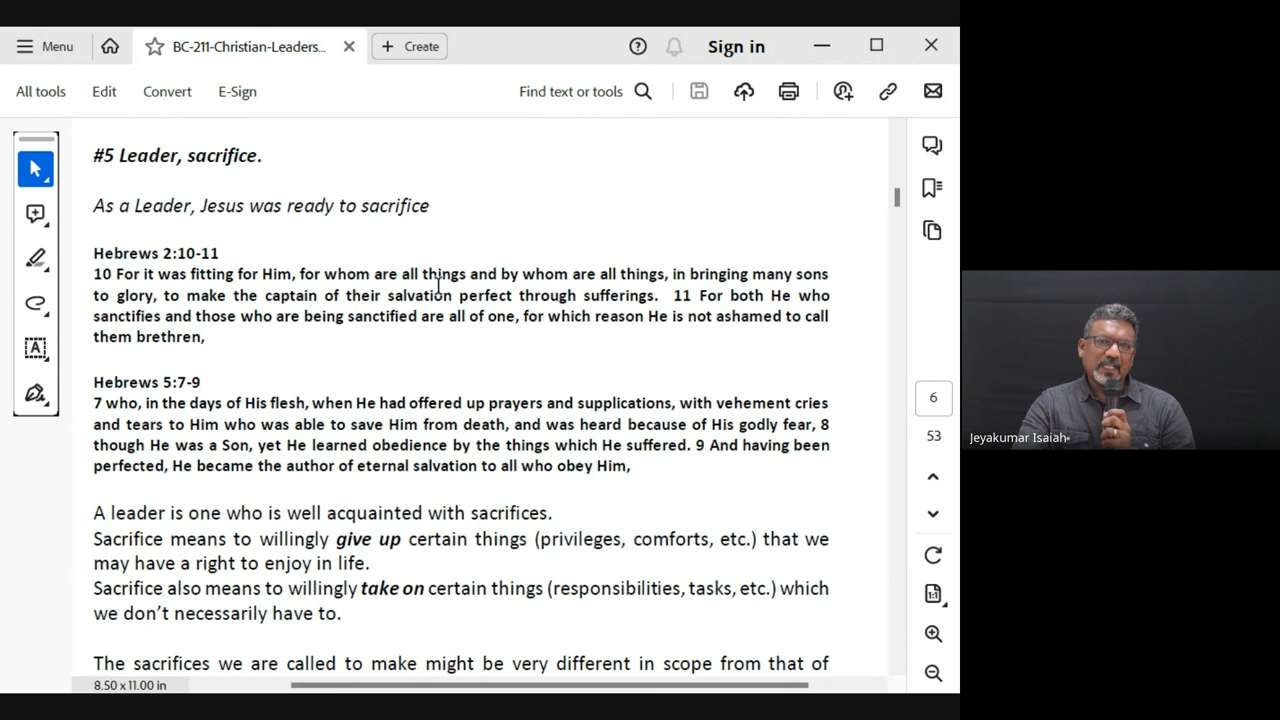 Menu
BC-211-Christian-Leaders...
Create
Sign in
All tools
Edit
Convert
E-Sign
Find text or tools
#5 Leader, sacrifice.
As a Leader, Jesus was ready to sacrifice
Hebrews 2:10-11
10 For it was fitting for Him, for whom are all things and by whom are all things, in bringing many sons
to glory, to make the captain of their salvation perfect through sufferings. 11 For both He who
sanctifies and those who are being sanctified are all of one, for which reason He is not ashamed to call
them brethren,
Hebrews 5:7-9
7 who, in the days of His flesh, when He had offered up prayers and supplications, with vehement cries
and tears to Him who was able to save Him from death, and was heard because of His godly fear, 8
though He was a Son, yet He learned obedience by the things which He suffered. 9 And having been
perfected, He became the author of eternal salvation to all who obey Him,
A leader is one who is well acquainted with sacrifices.
Sacrifice means to willingly give up certain things (privileges, comforts, etc.) that we
may have a right to enjoy in life.
Sacrifice also means to willingly take on certain things (responsibilities, tasks, etc.) which
we don't necessarily have to.
The sacrifices we are called to make might be very different in scope from that of
8.50 x 11.00 in
6
53
1:1
Jeyakumar Isaiah